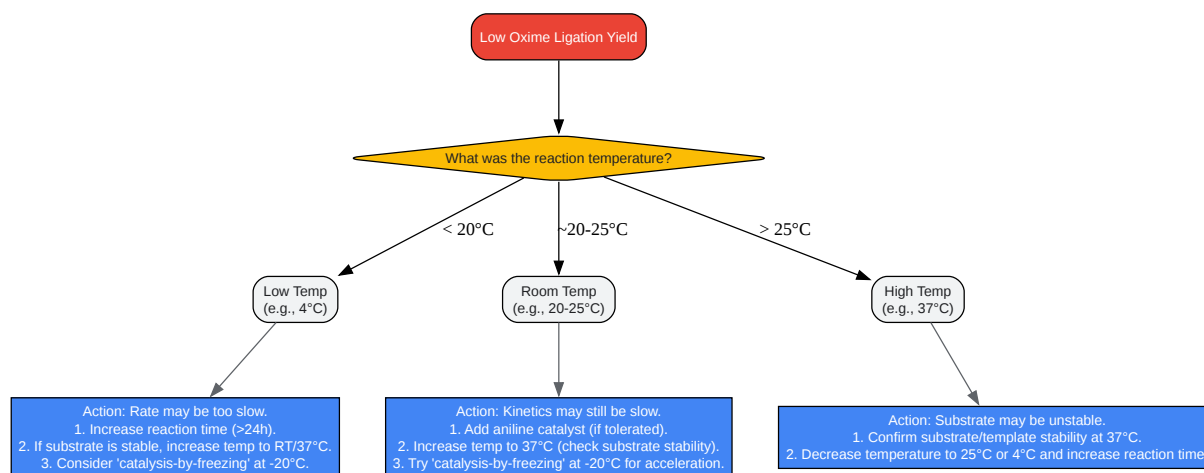 Low Oxime Ligation Yield
What was the reaction temperature?
< 20°C
~20-25°C
> 25°C
Low Temp
(e.g., 4°C)
Room Temp
(e.g., 20-25°C)
High Temp
(e.g., 37°C)
Action: Rate may be too slow.
1. Increase reaction time (>24h).
2. If substrate is stable, increase temp to RT/37°C.
3. Consider 'catalysis-by-freezing' at -20°C.
Action: Kinetics may still be slow.
1. Add aniline catalyst (if tolerated).
2. Increase temp to 37°C (check substrate stability).
3. Try 'catalysis-by-freezing' at -20°C for acceleration.
Action: Substrate may be unstable.
1. Confirm substrate/template stability at 37°C.
2. Decrease temperature to 25°C or 4°C and increase reaction time